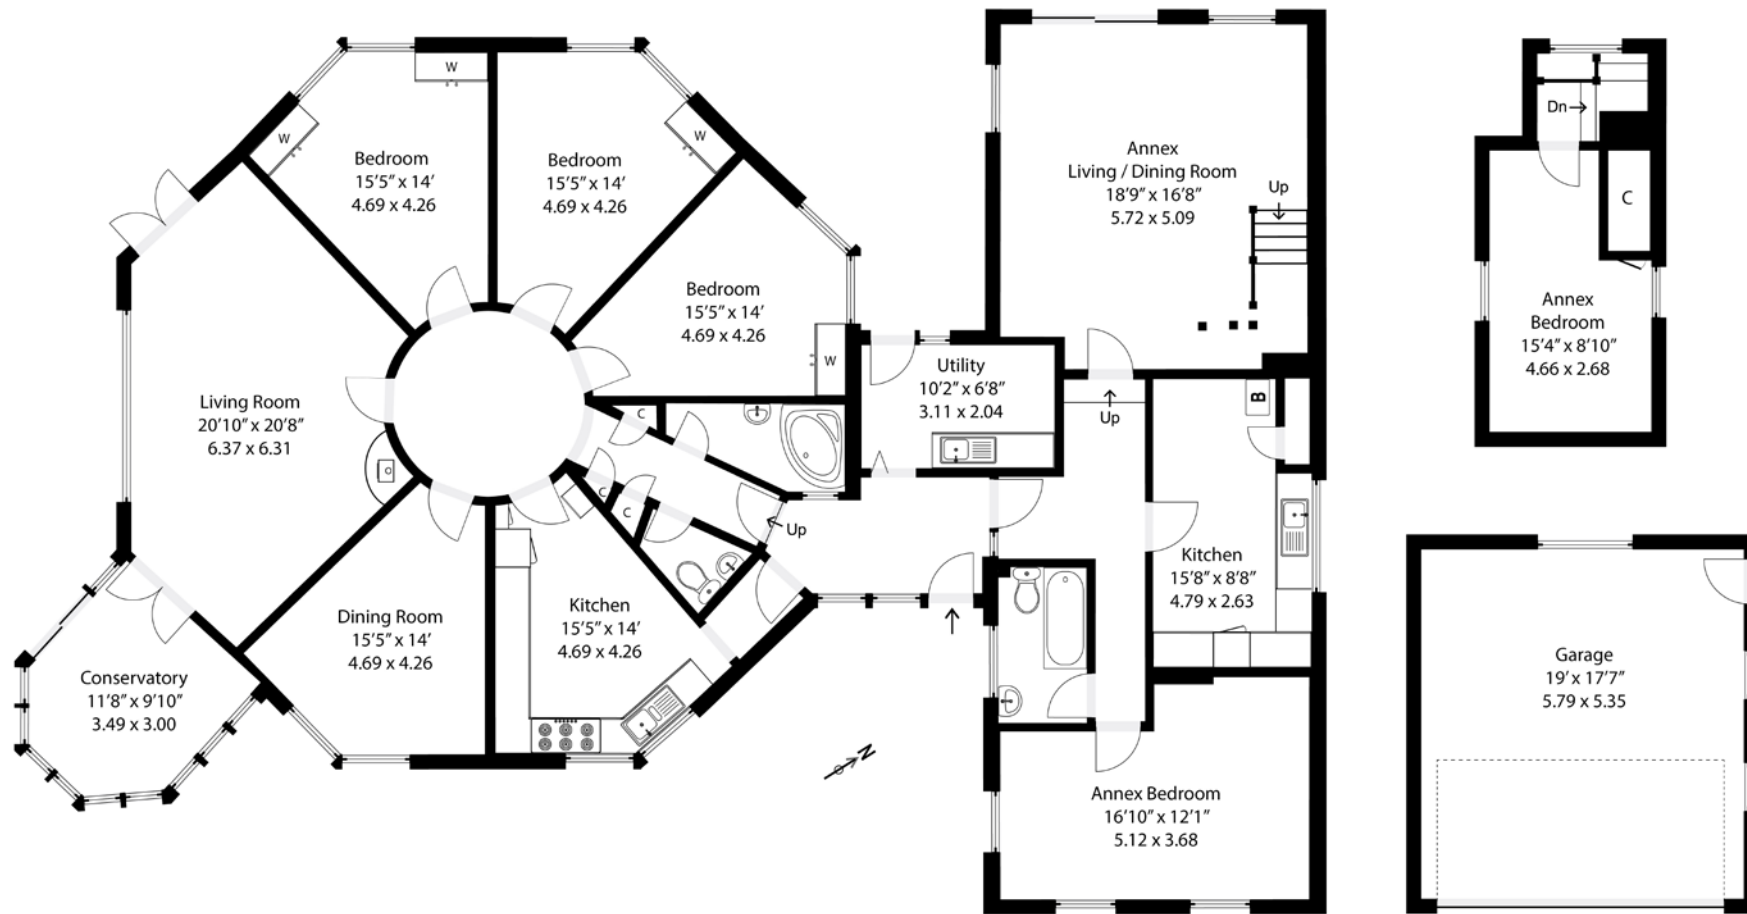 W
W
Bedroom
15'5" x 14'
4.69 x 4.26
Bedroom
15'5" x 14'
4.69 x 4.26
W
Bedroom
15'5" x 14'
4.69 x 4.26
W
Living Room
20'10" x 20'8"
6.37 x 6.31
Dining Room
15'5" x 14'
4.69 x 4.26
Kitchen
15'5" x 14'
4.69 x 4.26
Conservatory
11'8" x 9'10"
3.49 x 3.00
C
C
C
Up
Utility
10'2" x 6'8"
3.11 x 2.04
N
Annex
Living / Dining Room
18'9" x 16'8"
5.72 x 5.09
Up
Up
B
Kitchen
15'8" x 8'8"
4.79 x 2.63
Annex Bedroom
16'10" x 12'1"
5.12 x 3.68
Dn
C
Annex
Bedroom
15'4" x 8'10"
4.66 x 2.68
Garage
19' x 17'7"
5.79 x 5.35